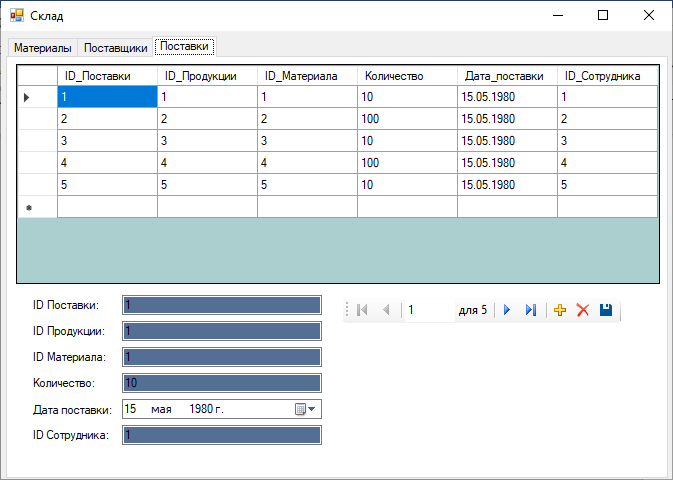 Склад
Материалы Поставщики Поставки
ID_Поставки ID_Продукции ID_Материала Количество Дата_поставки ID_Сотрудника
1 1 1 10 15.05.1980 1
2 2 2 100 15.05.1980 2
3 3 3 10 15.05.1980 3
4 4 4 100 15.05.1980 4
5 5 5 10 15.05.1980 5
ID Поставки: 1
1 для 5
ID Продукции: 1
ID Материала: 1
Количество: 10
Дата поставки: 15 мая 1980 г.
ID Сотрудника: 1